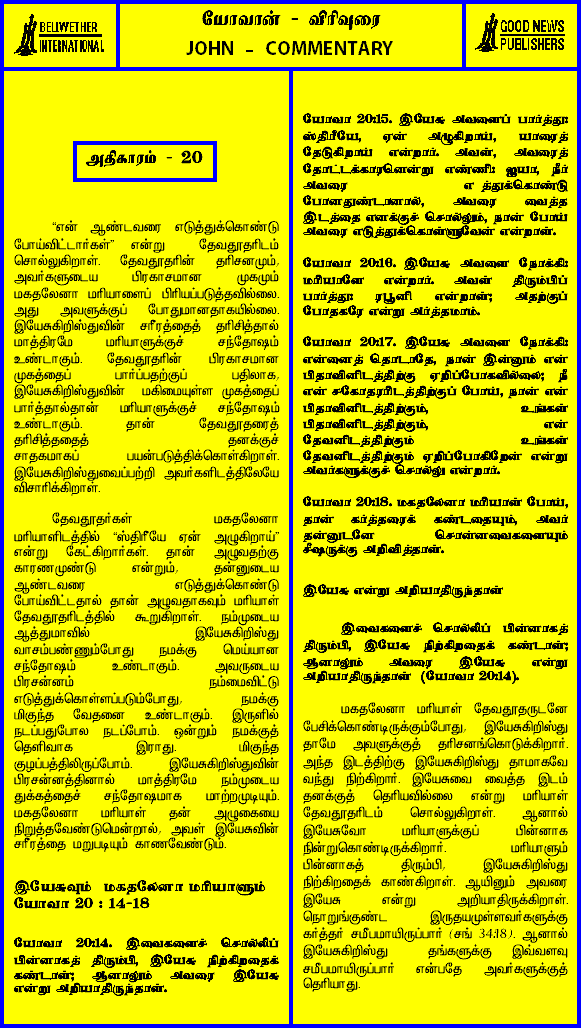 BELIWETHER
INTERNATIONAL
யோவான் - விரிவுரை
JOHN - COMMENTARY
GOOD NEWS
PUBLISHERS
அதிகாரம் - 20
“என் ஆண்டவரை எடுத்துக்கொண்டு
போய்விட்டார்கள்” என்று தேவதூதரிடம்
சொல்லுகிறாள். தேவதூதரின் தரிசனமும்,
அவர்களுடைய பிரகாசமான முகமும்
மகதலேனா மரியாளைப் பிரியப்படுத்தவில்லை.
அது அவளுக்குப் போதுமானதாகயில்லை.
இயேசுகிறிஸ்துவின் சரீரத்தைத் தரிசித்தால்
மாத்திரமே மரியாளுக்குச் சந்தோஷம்
உண்டாகும். தேவதூதரின் பிரகாசமான
முகத்தைப் பார்ப்பதற்குப் பதிலாக,
இயேசுகிறிஸ்துவின் மகிமையுள்ள முகத்தைப்
பார்த்தால்தான் மரியாளுக்குச் சந்தோஷம்
உண்டாகும். தான் தேவதூதரைத்
தரிசித்ததைத் தனக்குச்
சாதகமாகப் பயன்படுத்திக்கொள்கிறாள்.
இயேசுகிறிஸ்துவைப்பற்றி அவர்களிடத்திலேயே
விசாரிக்கிறாள்.
தேவதூதர்கள் மகதலேனா
மரியாளிடத்தில் “ஸ்திரீயே ஏன் அழுகிறாய்”
என்று கேட்கிறார்கள். தான் அழுவதற்கு
காரணமுண்டு என்றும், தன்னுடைய
ஆண்டவரை எடுத்துக்கொண்டு
போய்விட்டதால் தான் அழுவதாகவும் மரியாள்
தேவதூதரிடத்தில் கூறுகிறாள். நம்முடைய
ஆத்துமாவில் இயேசுகிறிஸ்து
வாசம்பண்ணும்போது நமக்கு மெய்யான
சந்தோஷம் உண்டாகும். அவருடைய
பிரசன்னம் நம்மைவிட்டு
எடுத்துக்கொள்ளப்படும்போது, நமக்கு
மிகுந்த வேதனை உண்டாகும். இருளில்
நடப்பதுபோல நடப்போம். ஒன்றும் நமக்குத்
தெளிவாக இராது. மிகுந்த
குழப்பத்திலிருப்போம். இயேசுகிறிஸ்துவின்
பிரசன்னத்தினால் மாத்திரமே நம்முடைய
துக்கத்தைச் சந்தோஷமாக மாற்றமுடியும்.
மகதலேனா மரியாள் தன் அழுகையை
நிறுத்தவேண்டுமென்றால், அவள் இயேசுவின்
சரீரத்தை மறுபடியும் காணவேண்டும்.
இயேசுவும் மகதலேனா மரியாளும்
யோவா 20 : 14-18
யோவா 20:14. இவைகளைச் சொல்லிப்
பின்னாகத் திரும்பி, இயேசு நிற்கிறதைக்
கண்டாள்; ஆனாலும் அவரை இயேசு
என்று அறியாதிருந்தாள்.
யோவா 20:15. இயேசு அவளைப் பார்த்து:
ஸ்திரீயே, ஏன் அழுகிறாய், யாரைத்
தேடுகிறாய் என்றார். அவள், அவரைத்
தோட்டக்காரனென்று எண்ணி: ஐயா, நீர்
அவரை எ த்துக்கொண்டு
போனதுண்டானால், அவரை வைத்த
இடத்தை எனக்குச் சொல்லும், நான் போய்
அவரை எடுத்துக்கொள்ளுவேன் என்றாள்.
யோவா 20:16. இயேசு அவளை நோக்கி:
மரியாளே என்றார். அவள் திரும்பிப்
பார்த்து: ரபூனி என்றாள்; அதற்குப்
போதகரே என்று அர்த்தமாம்.
யோவா 20:17. இயேசு அவளை நோக்கி:
என்னைத் தொடாதே, நான் இன்னும் என்
பிதாவினிடத்திற்கு ஏறிப்போகவில்லை; நீ
என் சகோதரரிடத்திற்குப் போய், நான் என்
பிதாவினிடத்திற்கும், உங்கள்
பிதாவினிடத்திற்கும், என்
தேவனிடத்திற்கும் உங்கள்
தேவனிடத்திற்கும் ஏறிப்போகிறேன் என்று
அவர்களுக்குச் சொல்லு என்றார்.
யோவா 20:18. மகதலேனா மரியாள் போய்,
தான் கர்த்தரைக் கண்டதையும், அவர்
தன்னுடனே சொன்னவைகளையும்
சீஷருக்கு அறிவித்தாள்.
இயேசு என்று அறியாதிருந்தாள்
இவைகளைச் சொல்லிப் பின்னாகத்
திரும்பி, இயேசு நிற்கிறதைக் கண்டாள்;
ஆனாலும் அவரை இயேசு என்று
அறியாதிருந்தாள் (யோவா 20:14).
மகதலேனா மரியாள் தேவதூதருடனே
பேசிக்கொண்டிருக்கும்போது, இயேசுகிறிஸ்து
தாமே அவளுக்குத் தரிசனங்கொடுக்கிறார்.
அந்த இடத்திற்கு இயேசுகிறிஸ்து தாமாகவே
வந்து நிற்கிறார். இயேசுவை வைத்த இடம்
தனக்குத் தெரியவில்லை என்று மரியாள்
தேவதூதரிடம் சொல்லுகிறாள். ஆனால்
இயேசுவோ மரியாளுக்குப் பின்னாக
நின்றுகொண்டிருக்கிறார். மரியாளும்
பின்னாகத் திரும்பி, இயேசுகிறிஸ்து
நிற்கிறதைக் காண்கிறாள். ஆயினும் அவரை
இயேசு என்று அறியாதிருக்கிறாள்.
நொறுங்குண்ட இருதயமுள்ளவர்களுக்கு
கர்த்தர் சமீபமாயிருப்பார் (சங் 34:18). ஆனால்
இயேசுகிறிஸ்து தங்களுக்கு இவ்வளவு
சமீபமாயிருப்பார் என்பதே அவர்களுக்குத்
தெரியாது.